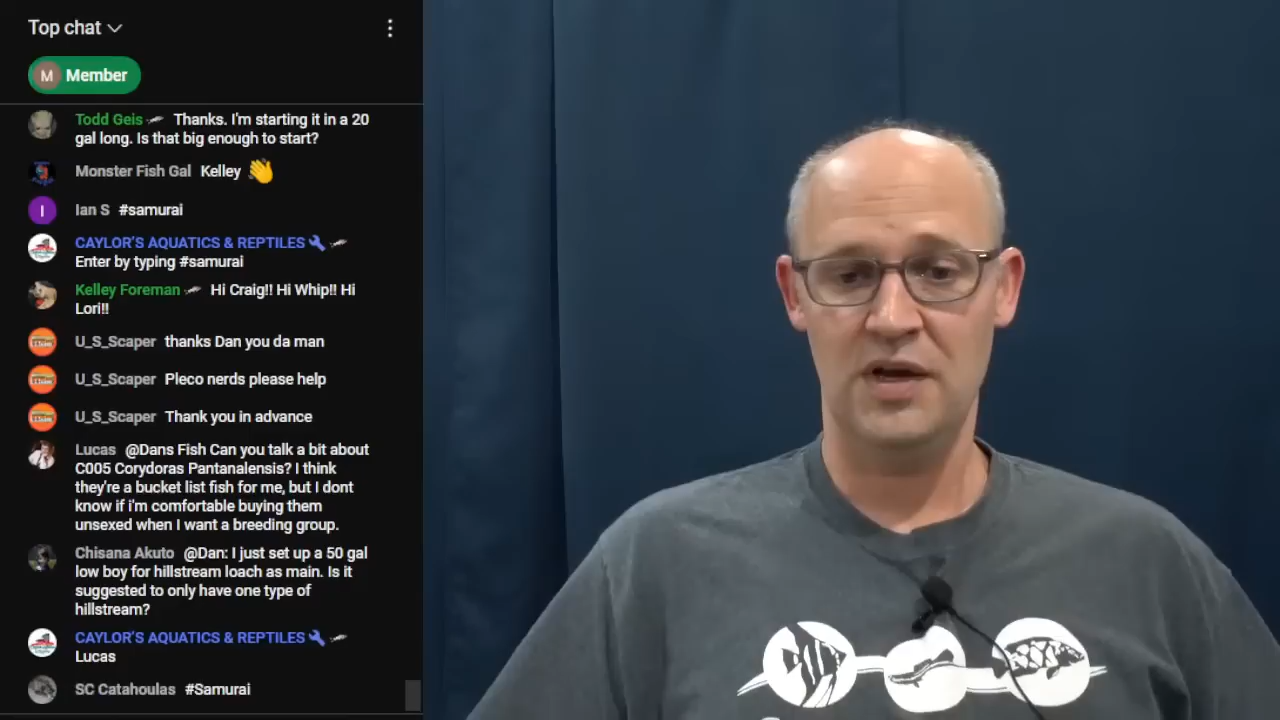 Top chat
M Member
Todd Geis Thanks. I'm starting it in a 20
gal long. Is that big enough to start?
Monster Fish Gal Kelley
I Ian S #samurai
CAYLOR'S AQUATICS & REPTILES
Enter by typing #samurai
Kelley Foreman Hi Craig!! Hi Whip!! Hi
Lori!!
U_S_Scaper thanks Dan you da man
U_S_Scaper Pleco nerds please help
U_S_Scaper Thank you in advance
Lucas @Dans Fish Can you talk a bit about
C005 Corydoras Pantanalensis? I think
they're a bucket list fish for me, but I dont
know if i'm comfortable buying them
unsexed when I want a breeding group.
Chisana Akuto @Dan: I just set up a 50 gal
low boy for hillstream loach as main. Is it
suggested to only have one type of
hillstream?
CAYLOR'S AQUATICS & REPTILES
Lucas
SC Catahoulas #Samurai